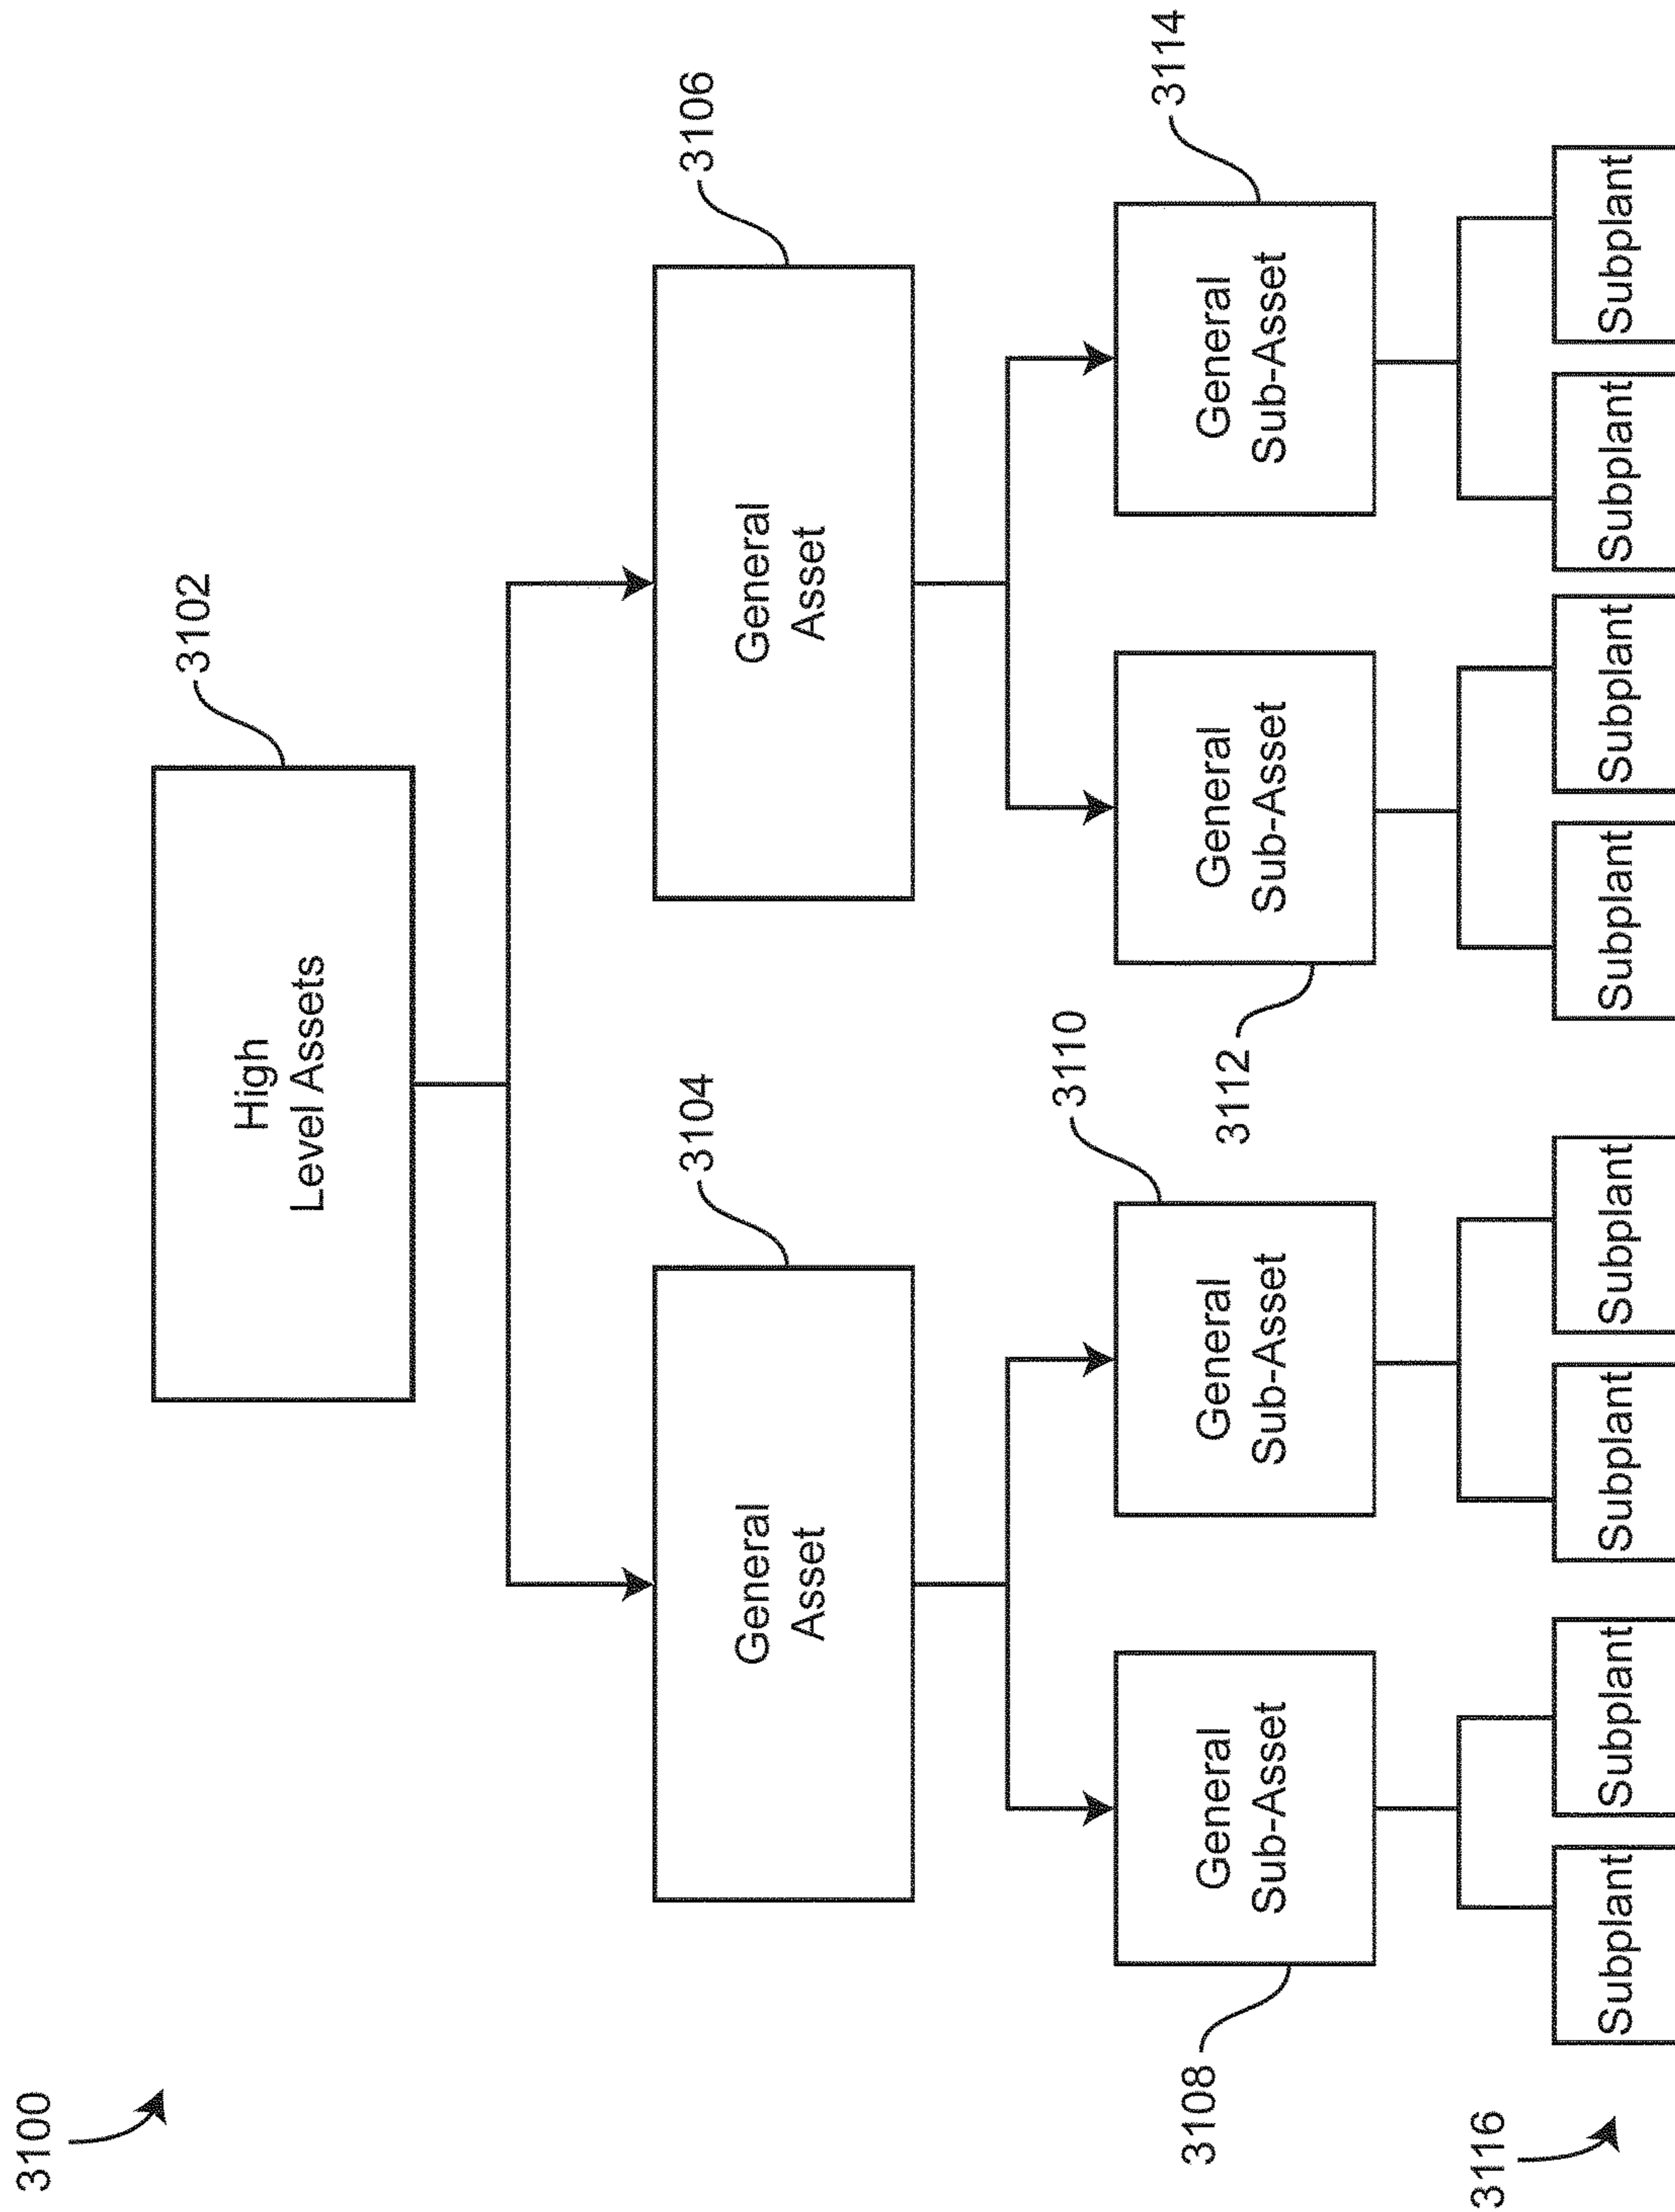 3100
High
Level Assets
3102
General
Asset
3104
General
Asset
3106
General
Sub-Asset
3108
General
Sub-Asset
3110
General
Sub-Asset
3112
General
Sub-Asset
3114
3116
Subplant
Subplant
Subplant
Subplant
Subplant
Subplant
Subplant
Subplant